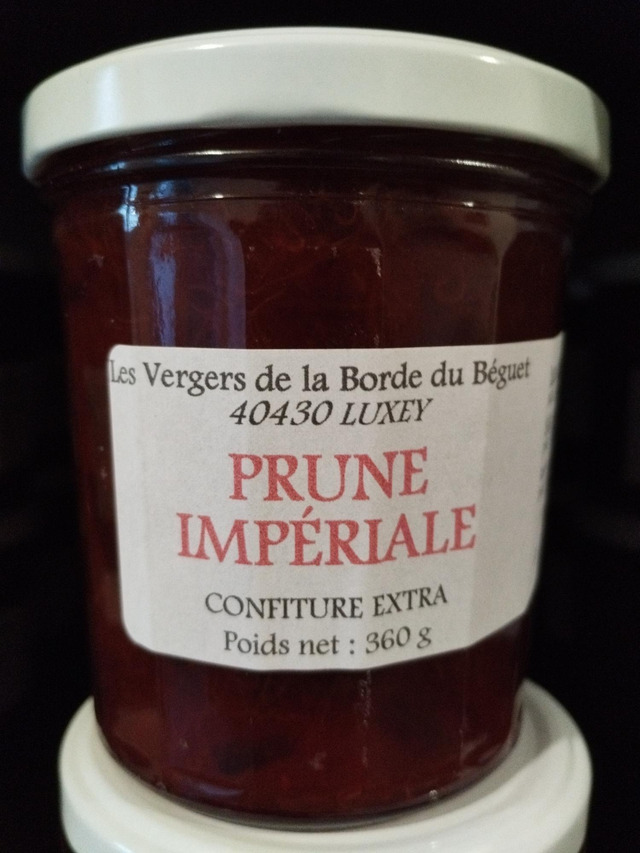 Les Vergers de la Borde du Béguet
40430 LUXEY
PRUNE
IMPÉRIALE
CONFITURE EXTRA
Poids net : 360 g